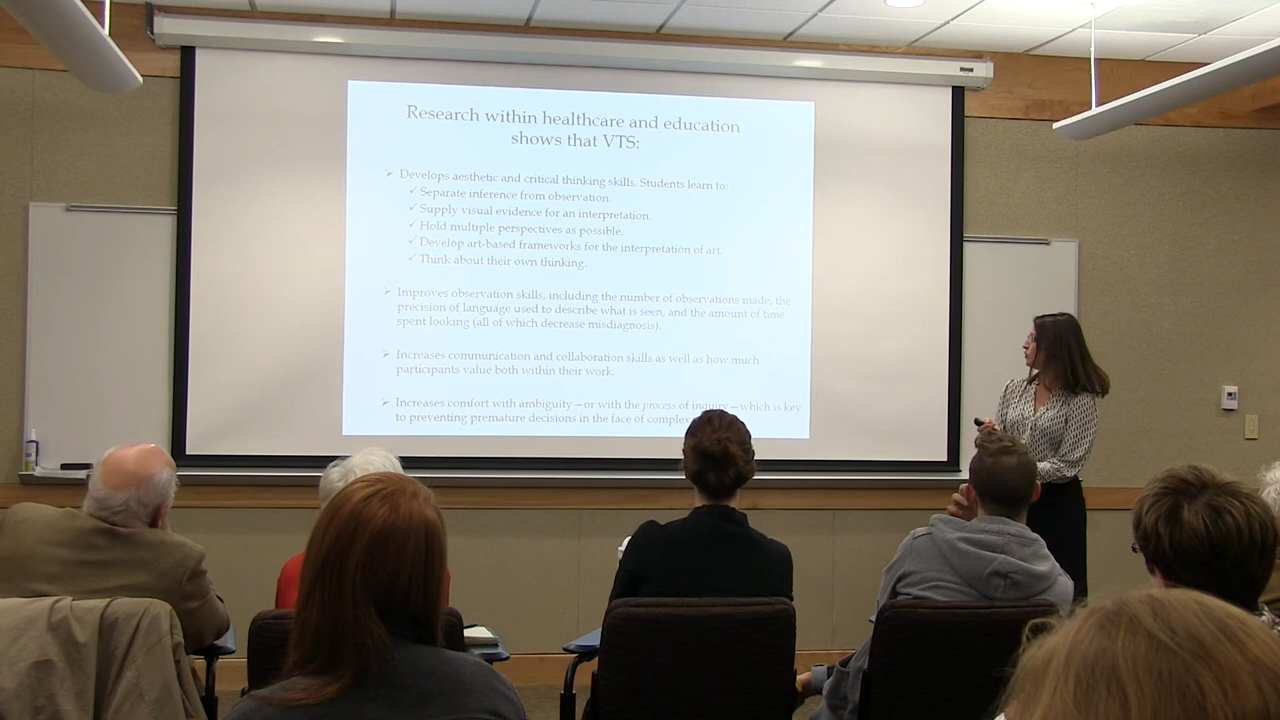 Research within healthcare and education
shows that VTS:
➢ Develops aesthetic and critical thinking skills. Students learn to:
✓ Separate inference from observation.
✓ Supply visual evidence for an interpretation.
✓ Hold multiple perspectives as possible.
✓ Develop art-based frameworks for the interpretation of art.
✓ Think about their own thinking.
➢ Improves observation skills, including the number of observations made, the
precision of language used to describe what is seen, and the amount of time
spent looking (all of which decrease misdiagnosis).
➢ Increases communication and collaboration skills as well as how much
participants value both within their work.
➢ Increases comfort with ambiguity—or with the process of inquiry—which is key
to preventing premature decisions in the face of complex